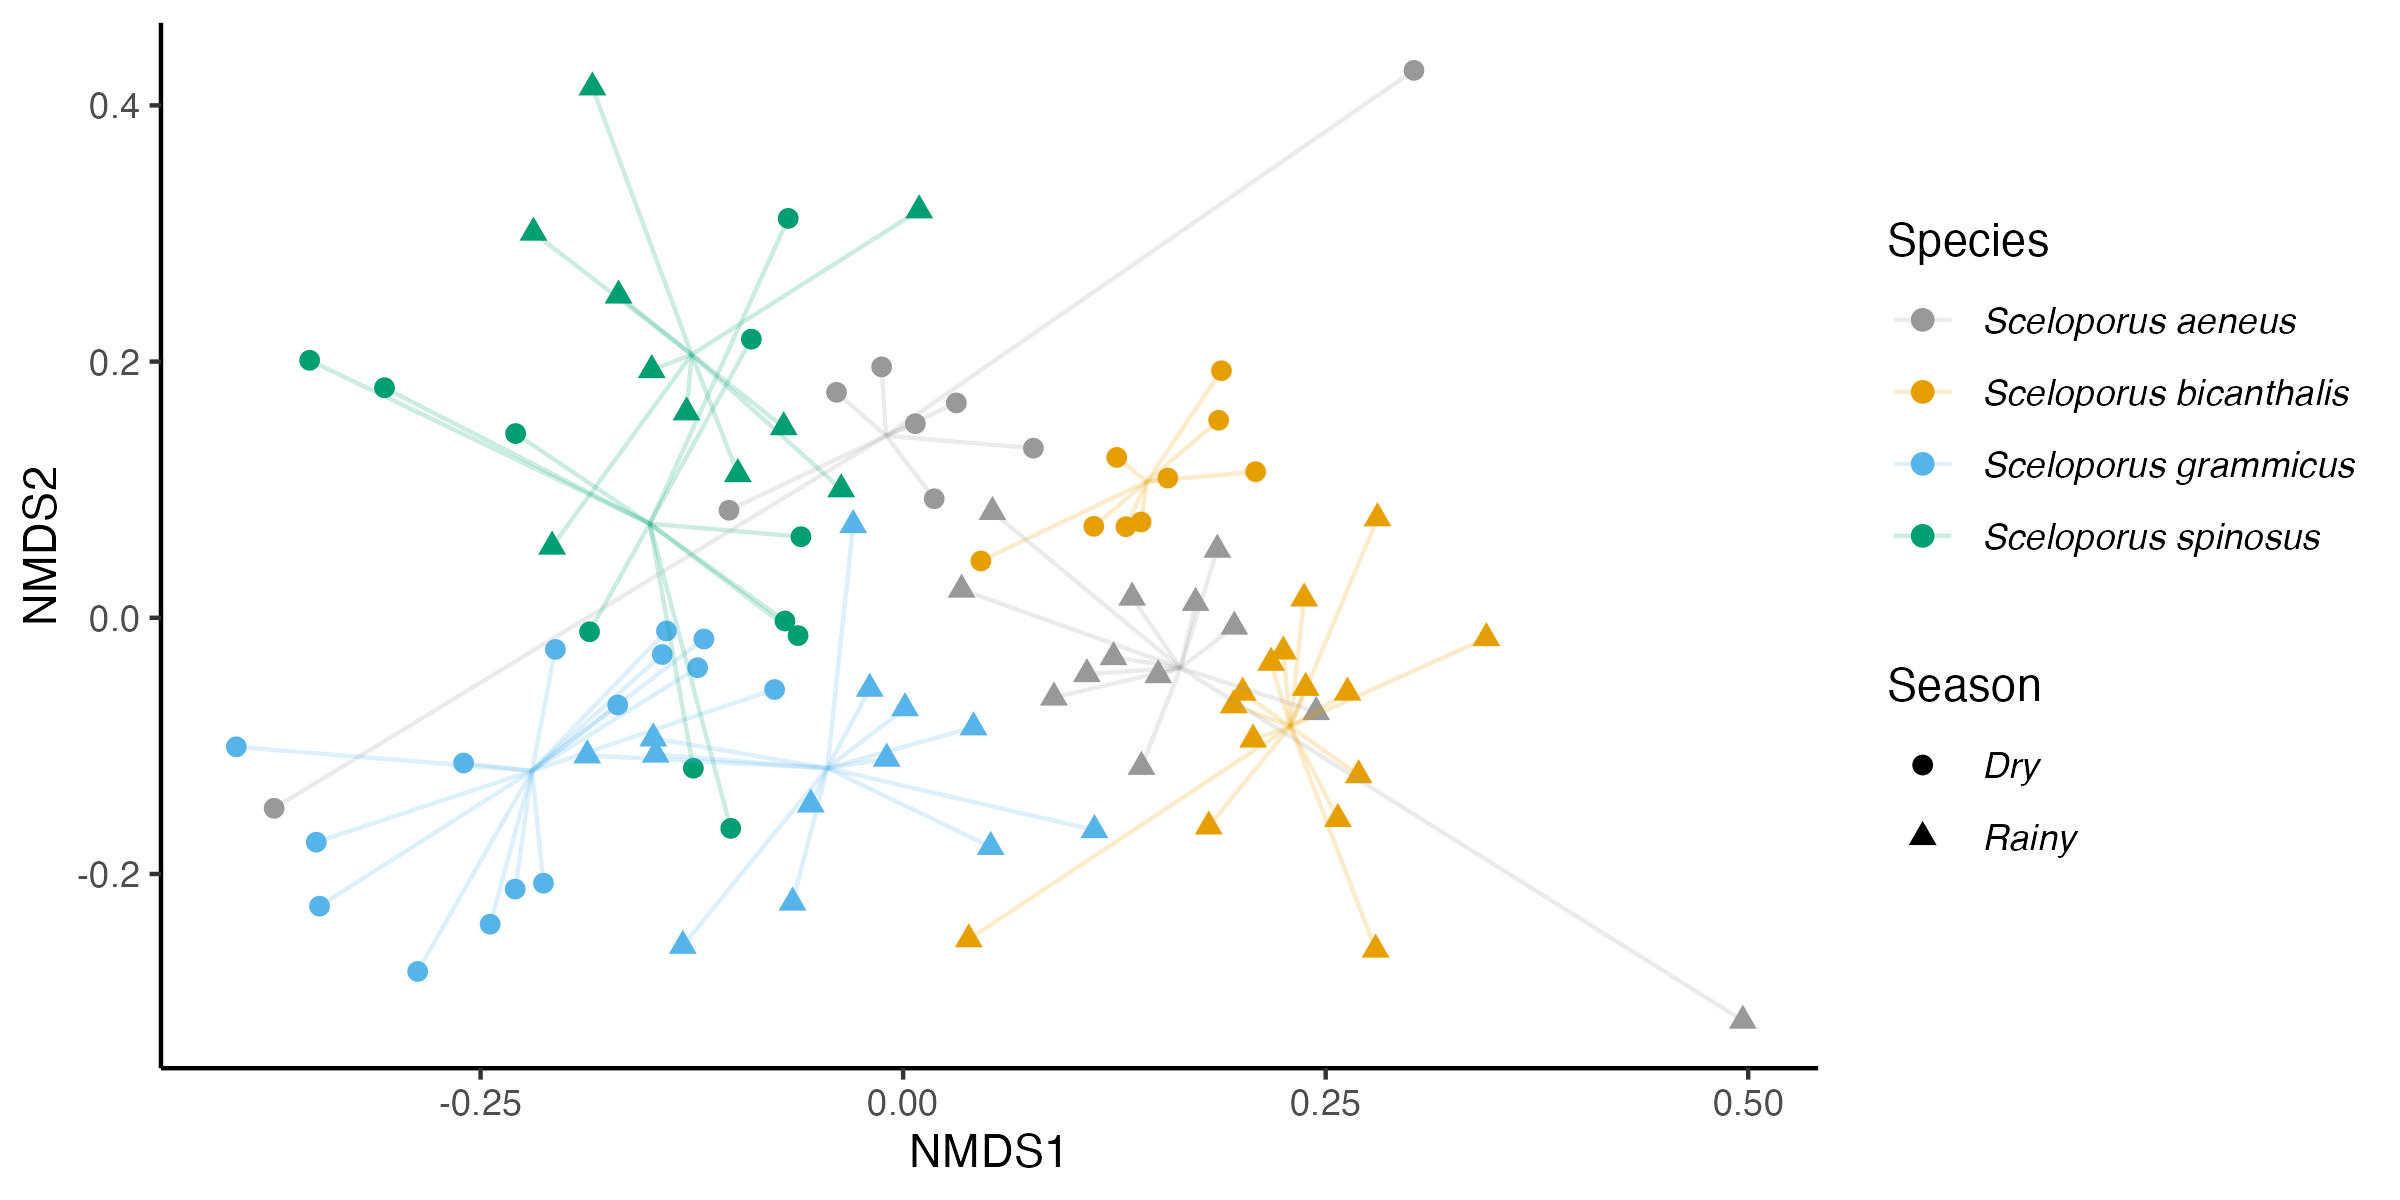 NMDS2
0.4
0.2
0.0
-0.2
-0.25
0.00
0.25
0.50
NMDS1
Species
Sceloporus aeneus
Sceloporus bicanthalis
Sceloporus grammicus
Sceloporus spinosus
Season
Dry
Rainy